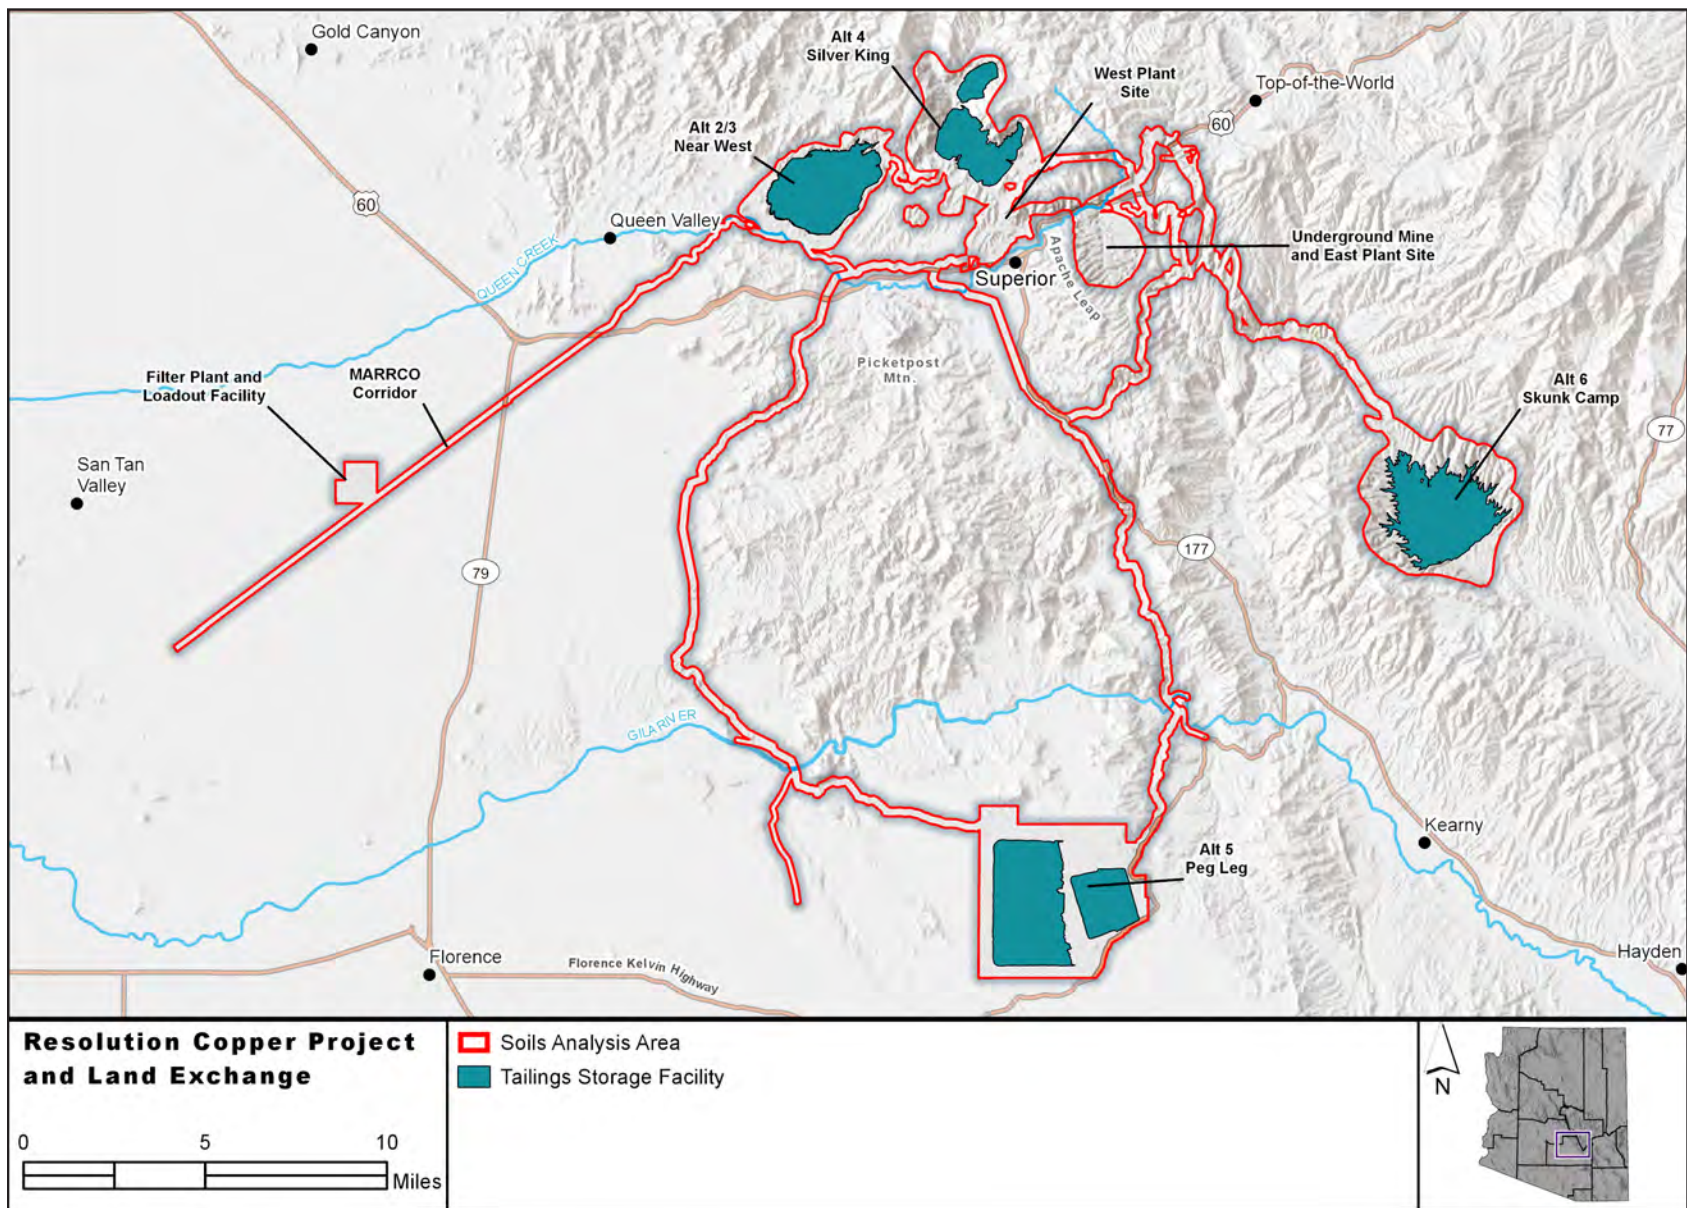 Gold Canyon
Alt 4
Silver King
West Plant
Site
Top-of-the-World
60
Alt 2/3
Near West
60
Queen Valley
QUEEN CREEK
Underground Mine
and East Plant Site
Superior
Apache Leap
Picketpost
Mtn.
Filter Plant and
Loadout Facility
MARRCO
Corridor
Alt 6
Skunk Camp
77
San Tan
Valley
177
79
GILA RIVER
Kearny
Alt 5
Peg Leg
Florence
Florence Kelvin Highway
Hayden
Resolution Copper Project
and Land Exchange
0 5 10
Miles
Soils Analysis Area
Tailings Storage Facility
N